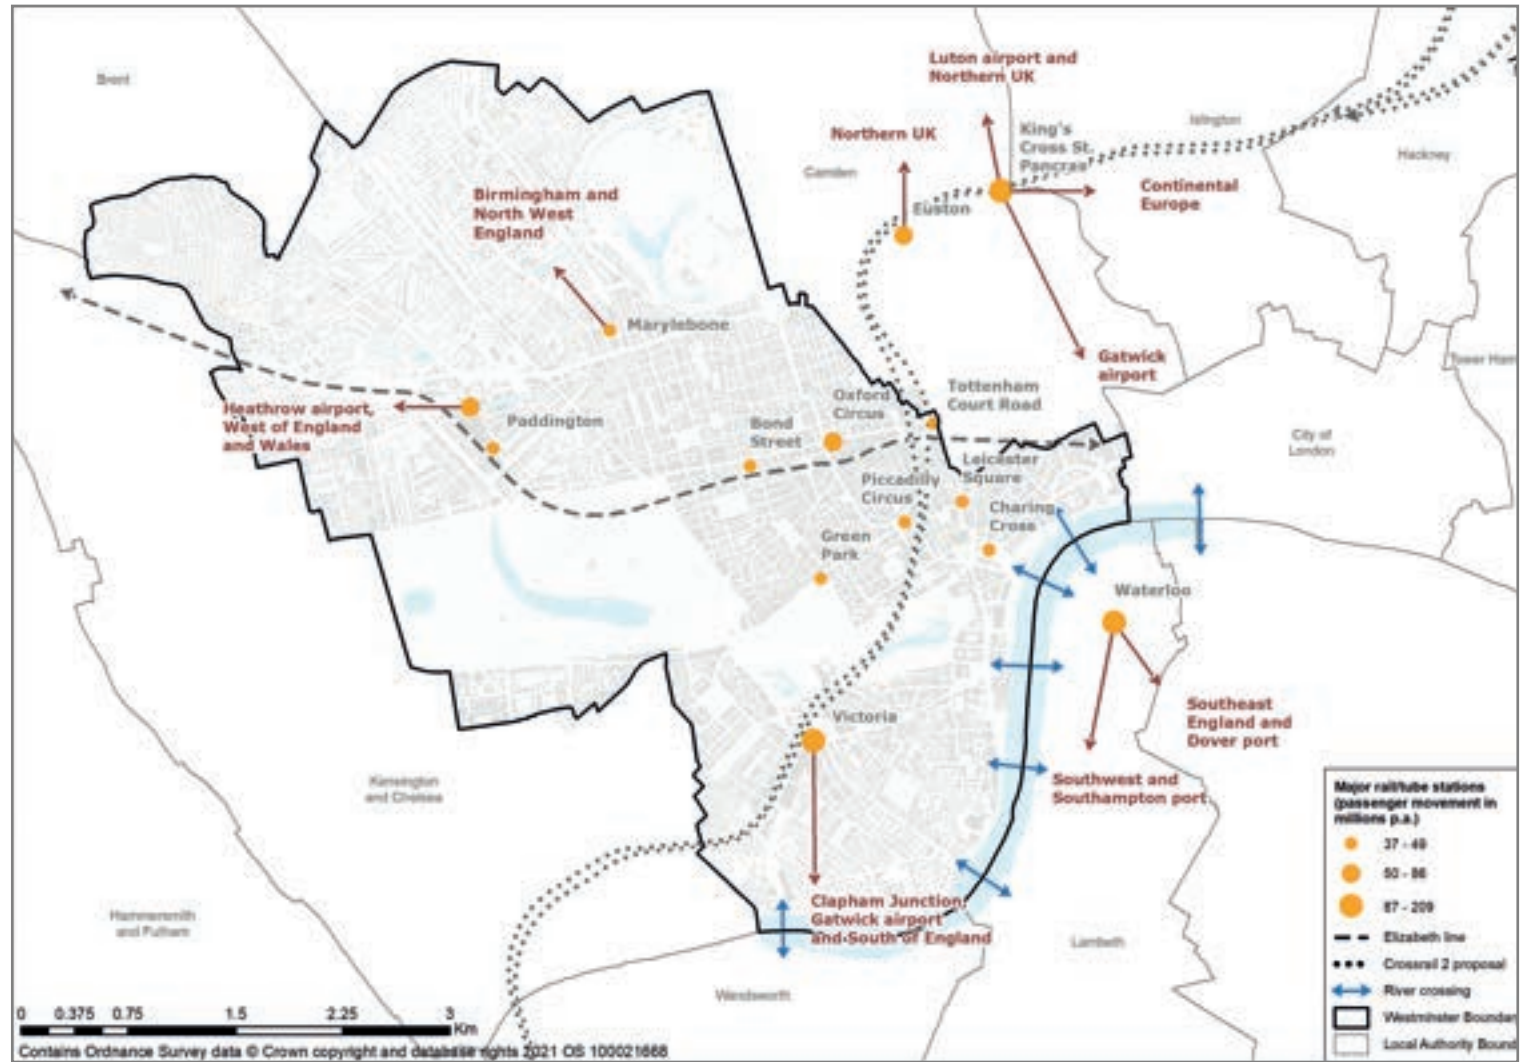 Luton airport and
Northern UK
Brent
Northern UK
King's
Cross St.
Pancras
Islington
Hackney
Camden
Continental
Europe
Birmingham and
North West
England
Euston
Marylebone
Gatwick
airport
Tower Ham
Heathrow airport,
West of England
and Wales
Paddington
Bond
Street
Oxford
Circus
Tottenham
Court Road
City of
London
Leicester
Square
Piccadilly
Circus
Charing
Cross
Green
Park
Waterloo
Victoria
Southeast
England and
Dover port
Southwest and
Southampton port
Kensington
and Chelsea
Hammersmith
and Fulham
Clapham Junction,
Gatwick airport
and South of England
Lambeth
Wandsworth
Major rail/tube stations
(passenger movement in
millions p.a.)
37 - 49
50 - 86
87 - 209
Elizabeth line
Crossrail 2 proposal
River crossing
Westminster Boundar
Local Authority Bound
0 0.375 0.75 1.5 2.25 3
Km
Contains Ordnance Survey data © Crown copyright and database rights 2021 OS 100021668